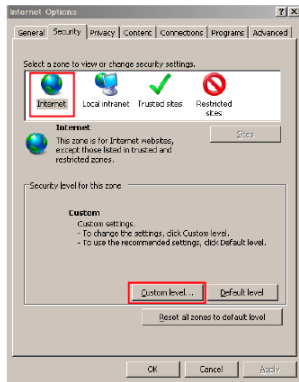 Internet Options
General Security Privacy Content Connections Programs Advanced
Select a zone to view or change security settings.
Internet Local intranet Trusted sites Restricted
sites
Internet
This zone is for Internet websites,
except those listed in trusted and
restricted zones.
Sites
Security level for this zone
Custom
Custom settings.
- To change the settings, click Custom level.
- To use the recommended settings, click Default level.
Custom level... Default level
Reset all zones to default level
OK Cancel Apply